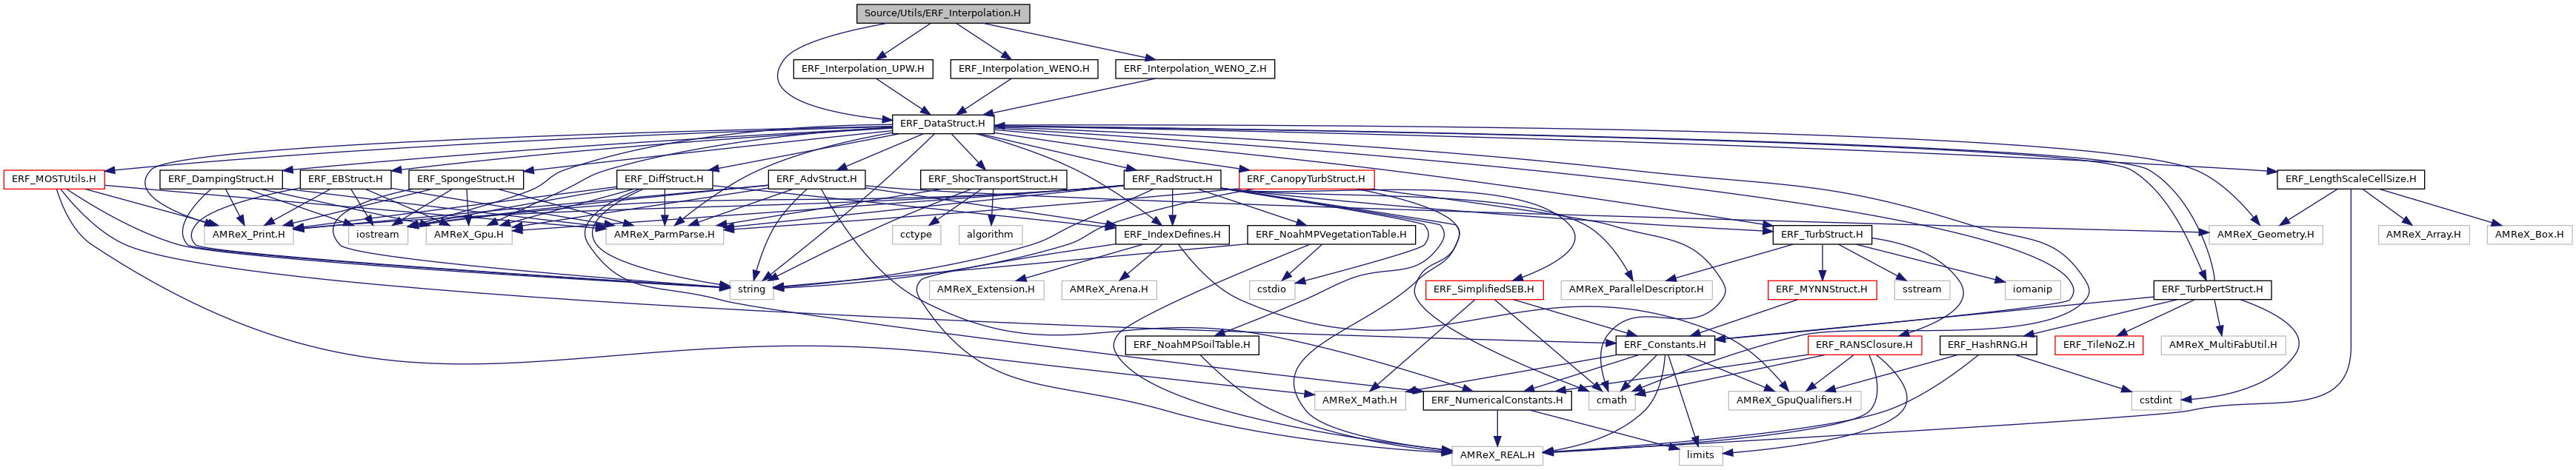 Source/Utils/ERF_Interpolation.H
ERF_Interpolation_UPW.H
ERF_Interpolation_WENO.H
ERF_Interpolation_WENO_Z.H
ERF_DataStruct.H
ERF_MOSTUtils.H
ERF_DampingStruct.H
ERF_EBStruct.H
ERF_SpongeStruct.H
ERF_DiffStruct.H
ERF_AdvStruct.H
ERF_ShocTransportStruct.H
ERF_RadStruct.H
ERF_CanopyTurbStruct.H
ERF_LengthScaleCellSize.H
AMReX_Print.H
iostream
AMReX_Gpu.H
AMReX_ParmParse.H
cctype
algorithm
ERF_IndexDefines.H
ERF_NoahMPVegetationTable.H
ERF_TurbStruct.H
AMReX_Geometry.H
AMReX_Array.H
AMReX_Box.H
string
AMReX_Extension.H
AMReX_Arena.H
cstdio
ERF_SimplifiedSEB.H
AMReX_ParallelDescriptor.H
ERF_MYNNStruct.H
sstream
iomanip
ERF_TurbPertStruct.H
ERF_NoahMPSoilTable.H
ERF_Constants.H
ERF_RANSClosure.H
ERF_HashRNG.H
ERF_TileNoZ.H
AMReX_MultiFabUtil.H
AMReX_Math.H
ERF_NumericalConstants.H
cmath
AMReX_GpuQualifiers.H
cstdint
AMReX_REAL.H
limits